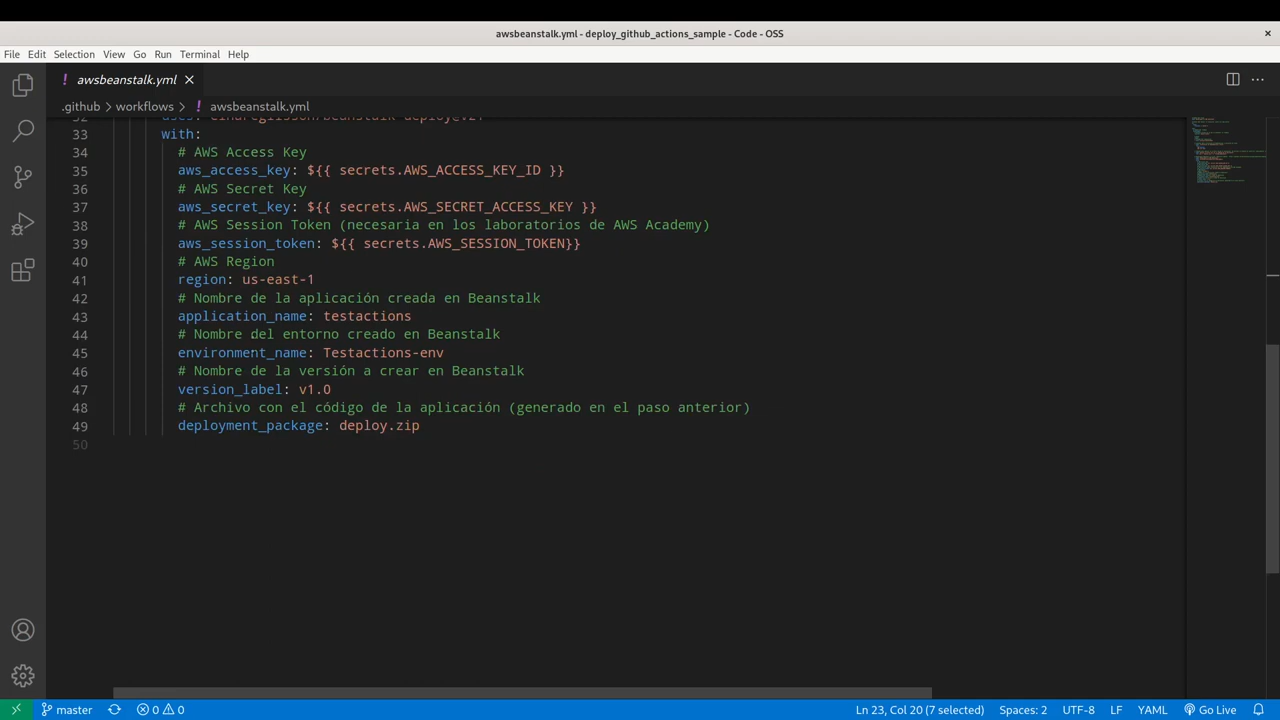 awsbeanstalk.yml - deploy_github_actions_sample - Code - OSS
File Edit Selection View Go Run Terminal Help
awsbeanstalk.yml
.github workflows awsbeanstalk.yml
33 with:
34 # AWS Access Key
35 aws_access_key: ${{ secrets.AWS_ACCESS_KEY_ID }}
36 # AWS Secret Key
37 aws_secret_key: ${{ secrets.AWS_SECRET_ACCESS_KEY }}
38 # AWS Session Token (necesaria en los laboratorios de AWS Academy)
39 aws_session_token: ${{ secrets.AWS_SESSION_TOKEN}}
40 # AWS Region
41 region: us-east-1
42 # Nombre de la aplicación creada en Beanstalk
43 application_name: testactions
44 # Nombre del entorno creado en Beanstalk
45 environment_name: Testactions-env
46 # Nombre de la versión a crear en Beanstalk
47 version_label: v1.0
48 # Archivo con el código de la aplicación (generado en el paso anterior)
49 deployment_package: deploy.zip
50
master 0 0 Ln 23, Col 20 (7 selected) Spaces: 2 UTF-8 LF YAML Go Live